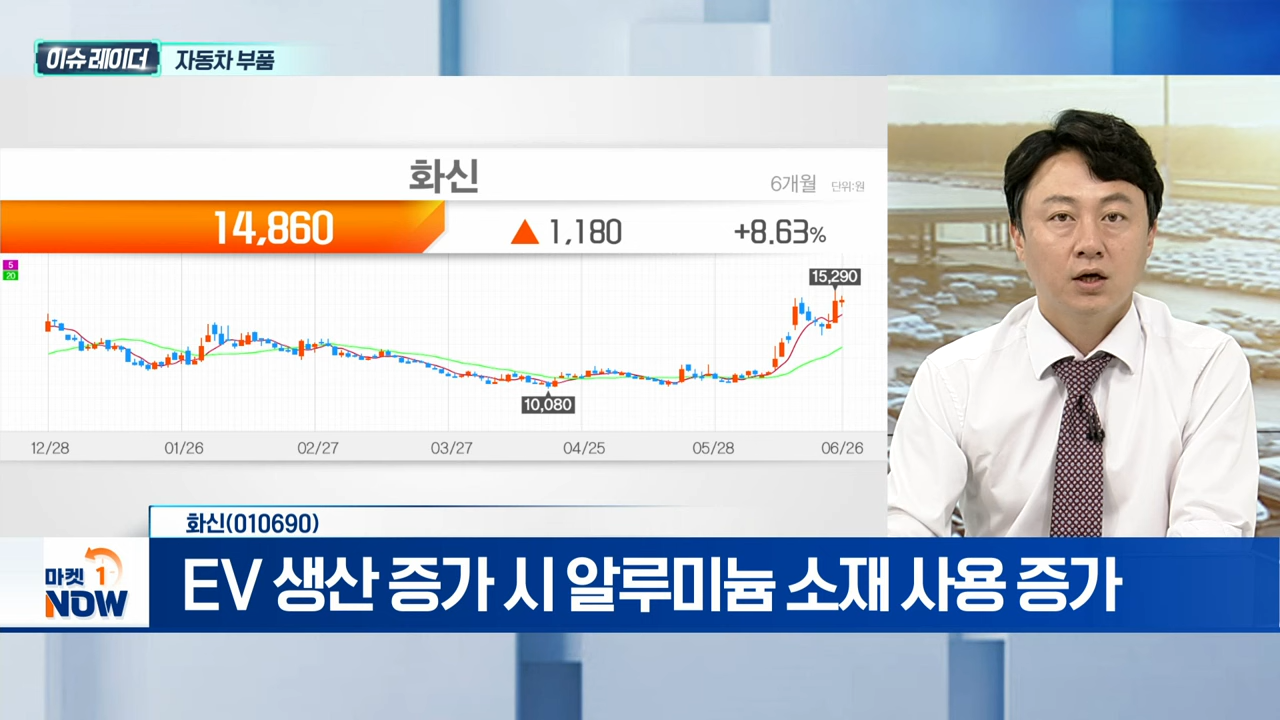 이슈 레이더 자동차 부품
화신
6개월 단위:원
14,860 ▲ 1,180 +8.63%
5
20
15,290
10,080
12/28 01/26 02/27 03/27 04/25 05/28 06/26
화신(010690)
마켓 1
NOW
EV 생산 증가 시 알루미늄 소재 사용 증가